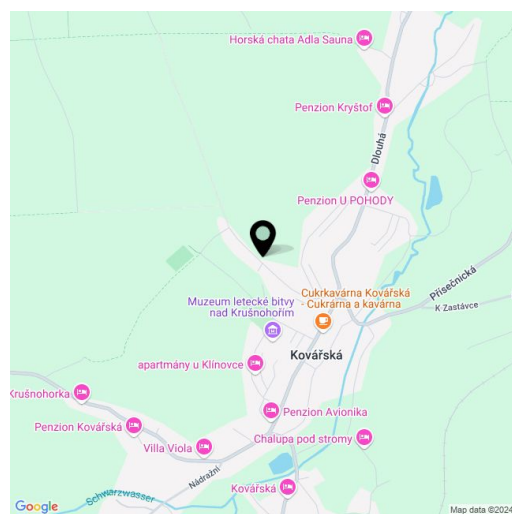 Horská chata Adla Sauna
Penzion Kryštof
Dlouhá
Penzion U POHODY
Přísečnická
Cukrkavárna Kovářská
- Cukrárna a kavárna
K Zastávce
Muzeum letecké bitvy
nad Krušnohořím
Kovářská
apartmány u Klínovce
Krušnohorka
Penzion Avionika
Penzion Kovářská
Chalupa pod stromy
Villa Viola
Nádražní
Kovářská
Schwarzwasser
Google
Map data ©2024